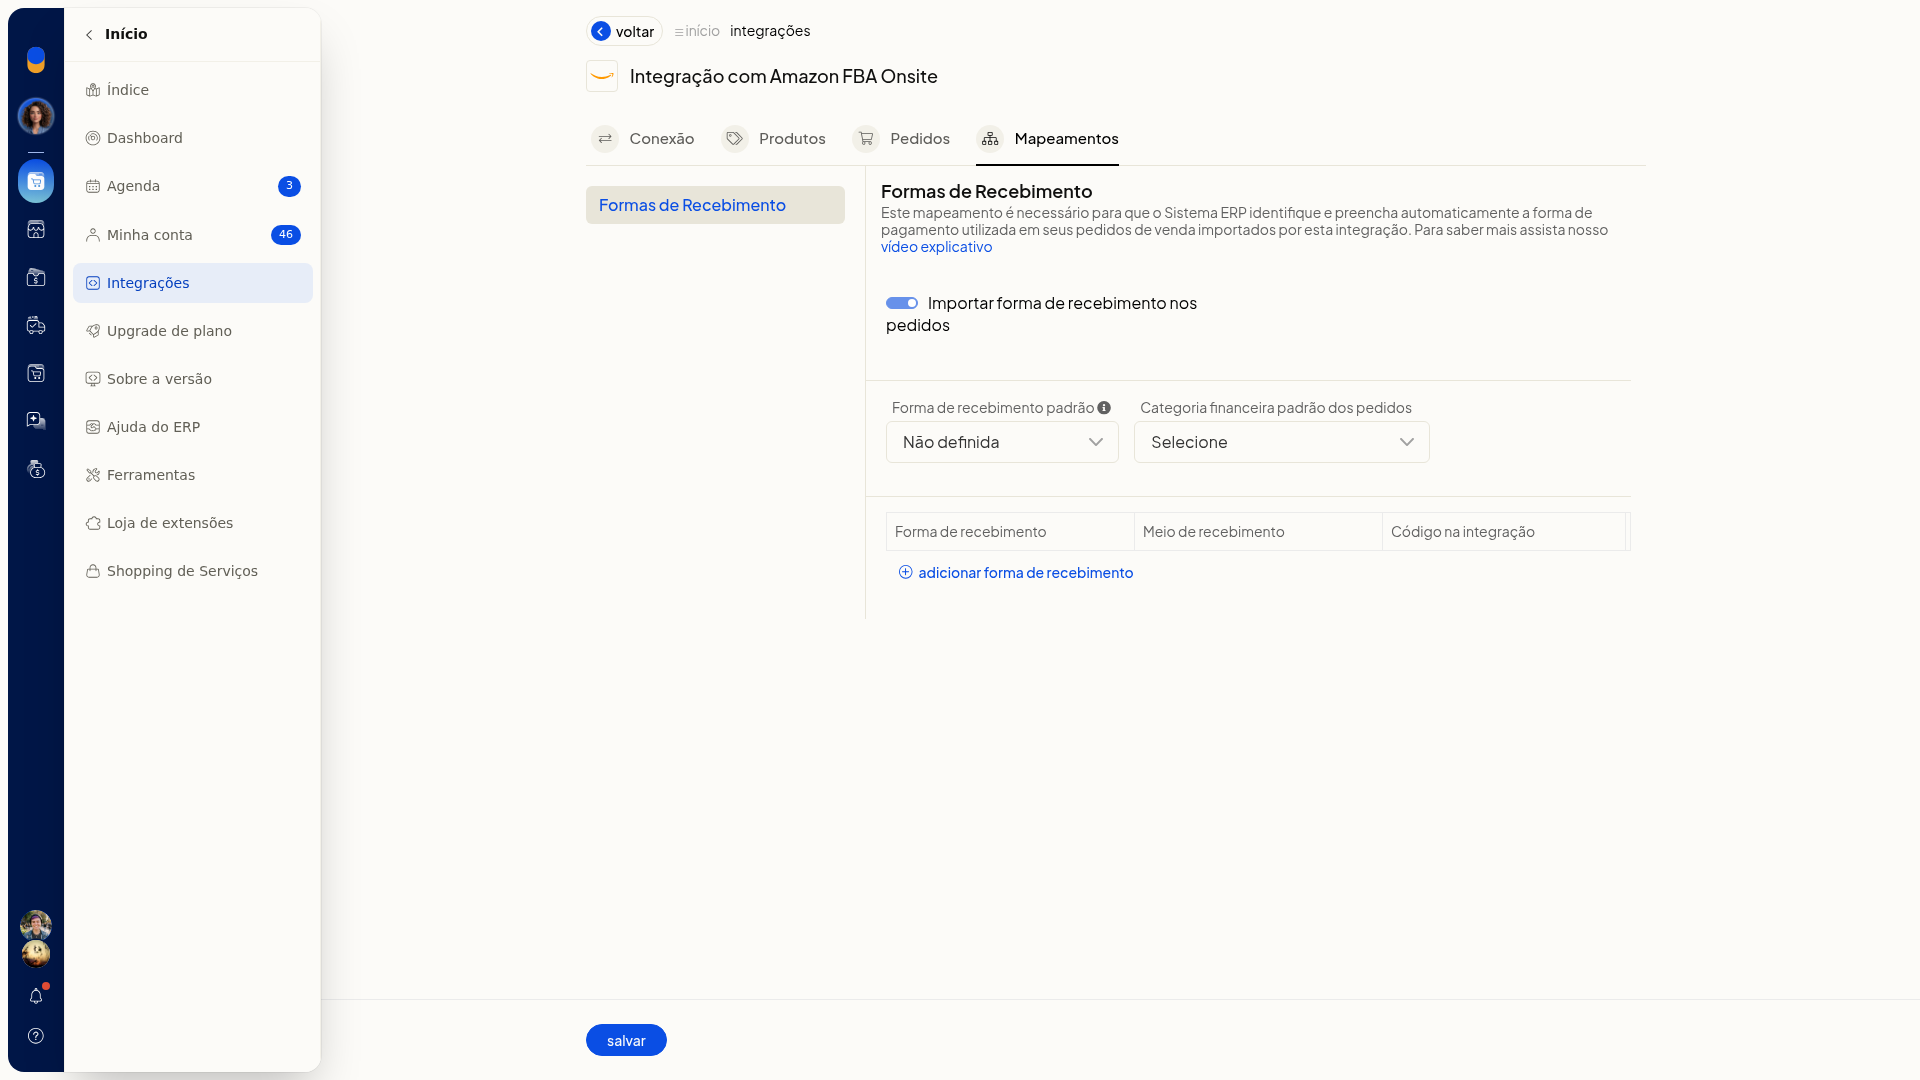 Início
Índice
Dashboard
Agenda
3
Minha conta
46
Integrações
Upgrade de plano
Sobre a versão
Ajuda do ERP
Ferramentas
Loja de extensões
Shopping de Serviços
voltar
início
integrações
Integração com Amazon FBA Onsite
Conexão
Produtos
Pedidos
Mapeamentos
Formas de Recebimento
Formas de Recebimento
Este mapeamento é necessário para que o Sistema ERP identifique e preencha automaticamente a forma de
pagamento utilizada em seus pedidos de venda importados por esta integração. Para saber mais assista nosso
vídeo explicativo
Importar forma de recebimento nos
pedidos
Forma de recebimento padrão
Categoria financeira padrão dos pedidos
Não definida
Selecione
Forma de recebimento
Meio de recebimento
Código na integração
adicionar forma de recebimento
salvar